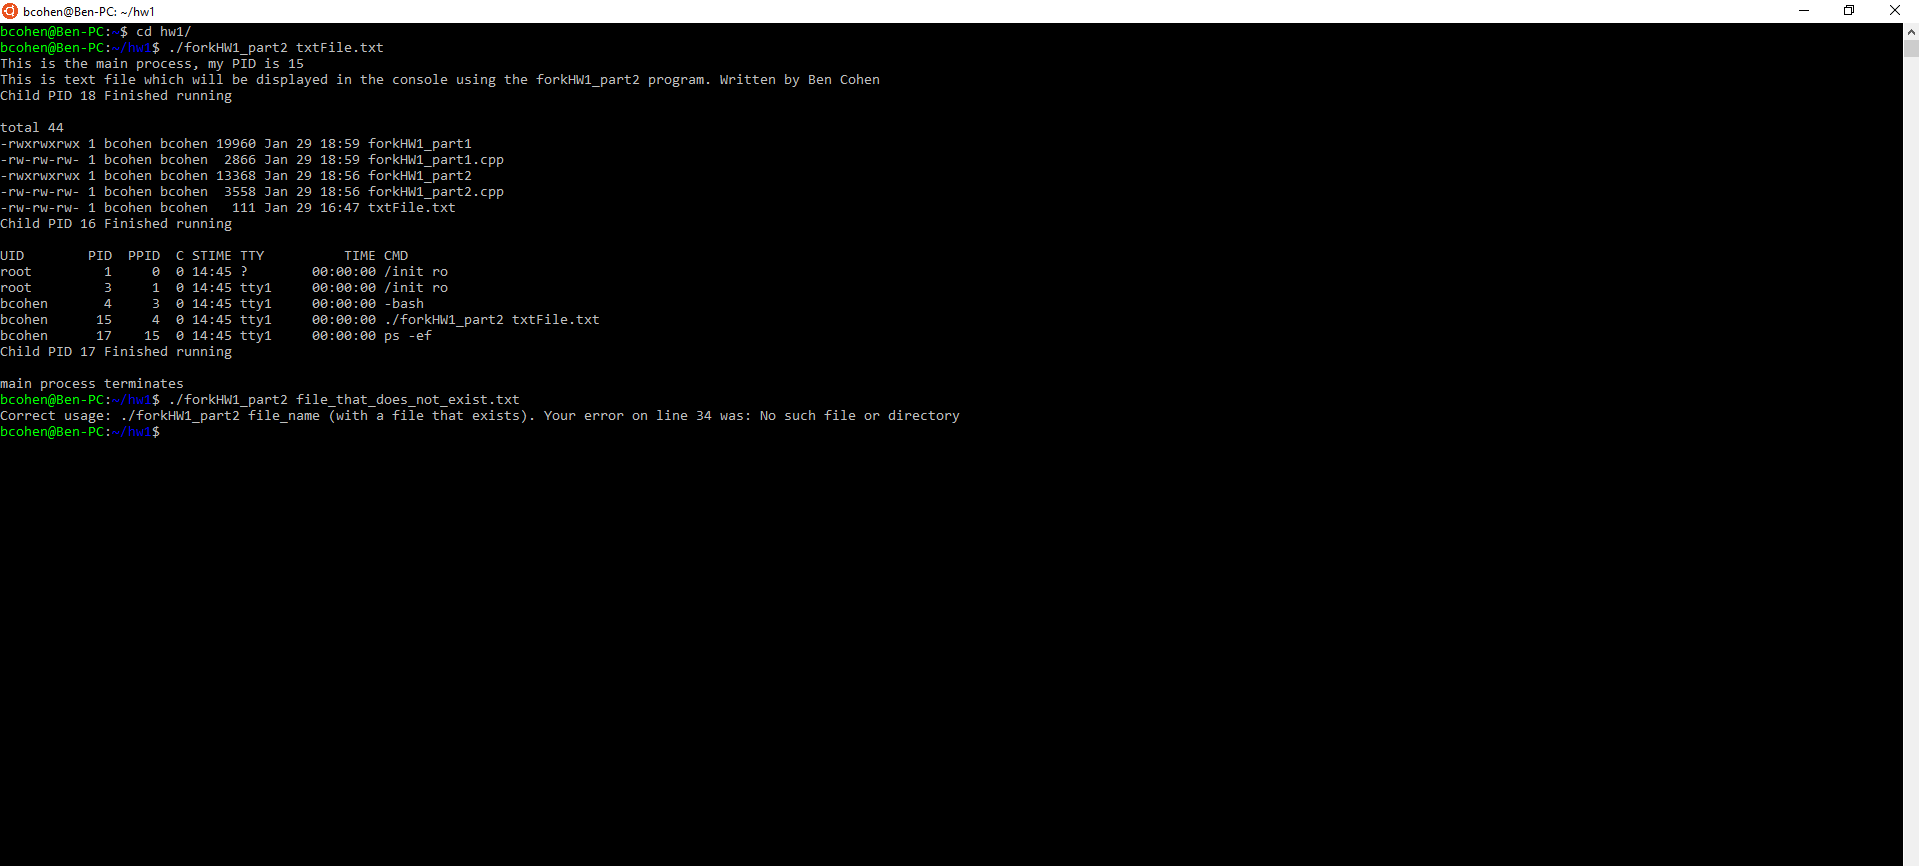 bcohen@Ben-PC: ~/hw1
bcohen@Ben-PC:~$ cd hw1/
bcohen@Ben-PC:~/hw1$ ./forkHW1_part2 txtFile.txt
This is the main process, my PID is 15
This is text file which will be displayed in the console using the forkHW1_part2 program. Written by Ben Cohen
Child PID 18 Finished running
total 44
-rwxrwxrwx 1 bcohen bcohen 19960 Jan 29 18:59 forkHW1_part1
-rw-rw-rw- 1 bcohen bcohen  2866 Jan 29 18:59 forkHW1_part1.cpp
-rwxrwxrwx 1 bcohen bcohen 13368 Jan 29 18:56 forkHW1_part2
-rw-rw-rw- 1 bcohen bcohen  3558 Jan 29 18:56 forkHW1_part2.cpp
-rw-rw-rw- 1 bcohen bcohen   111 Jan 29 16:47 txtFile.txt
Child PID 16 Finished running
UID        PID  PPID  C STIME TTY          TIME CMD
root         1     0  0 14:45 ?        00:00:00 /init ro
root         3     1  0 14:45 tty1     00:00:00 /init ro
bcohen       4     3  0 14:45 tty1     00:00:00 -bash
bcohen      15     4  0 14:45 tty1     00:00:00 ./forkHW1_part2 txtFile.txt
bcohen      17    15  0 14:45 tty1     00:00:00 ps -ef
Child PID 17 Finished running
main process terminates
bcohen@Ben-PC:~/hw1$ ./forkHW1_part2 file_that_does_not_exist.txt
Correct usage: ./forkHW1_part2 file_name (with a file that exists). Your error on line 34 was: No such file or directory
bcohen@Ben-PC:~/hw1$